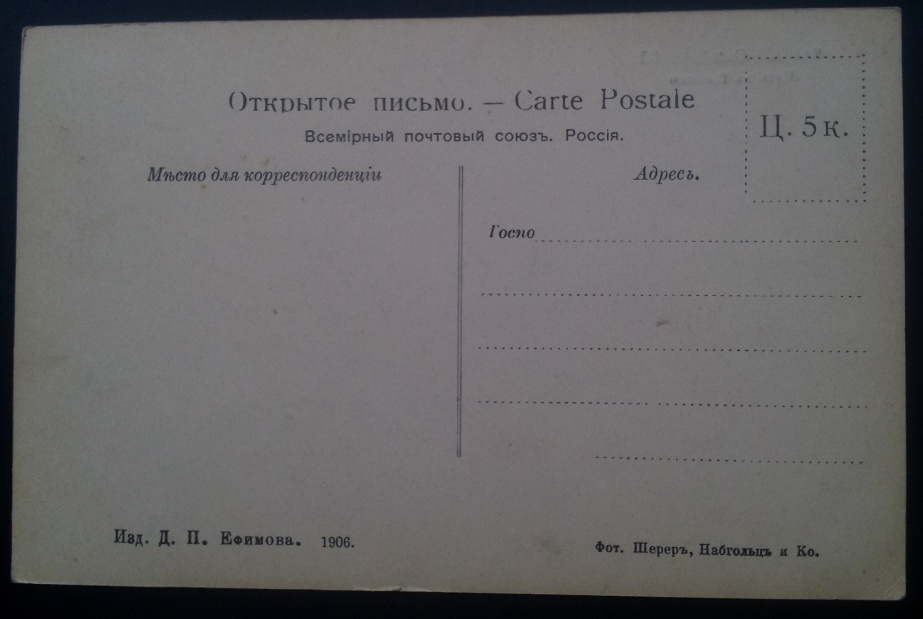 Открытое письмо. — Carte Postale
Всемірный почтовый союзъ. Россія.
Ц. 5 к.
Мѣсто для корреспонденціи
Адресъ.
Госпо
Изд. Д. П. Ефимова. 1906.
Фот. Шереръ, Набгольцъ и Ко.